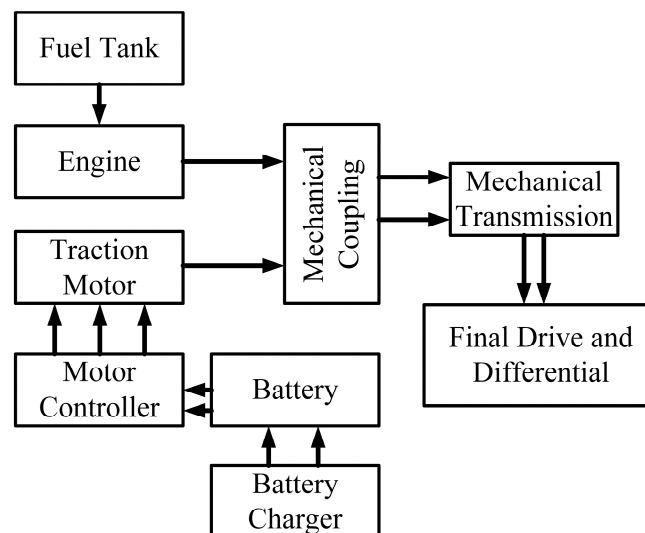 Fuel Tank
Engine
Mechanical
Coupling
Mechanical
Transmission
Traction
Motor
Final Drive and
Differential
Motor
Controller
Battery
Battery
Charger